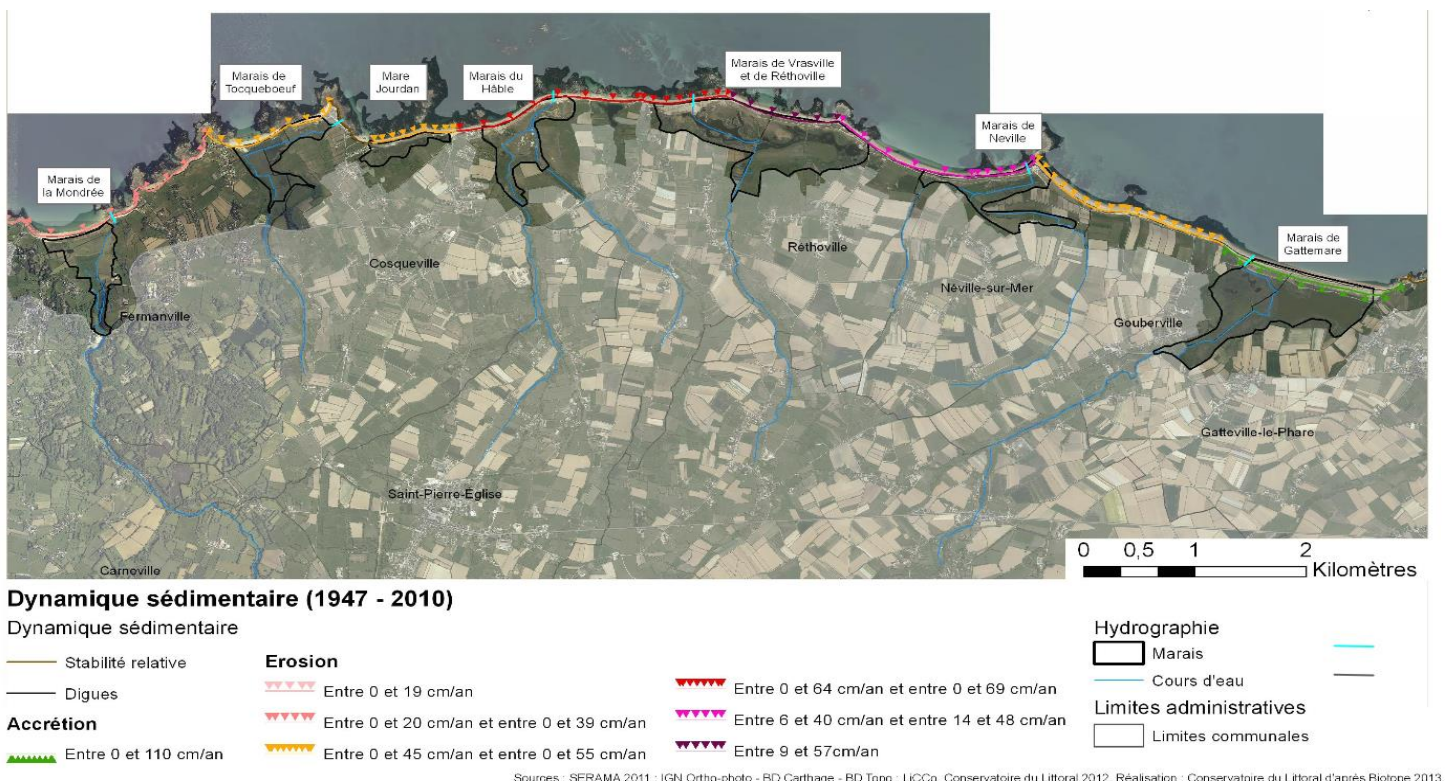 Marais de
Tocqueboeuf
Mare
Jourdan
Marais du
Hâble
Marais de Vrasville
et de Réthoville
Marais de
Neville
Marais de
la Mondrée
Marais de
Gattemare
Fermanville
Cosqueville
Réthoville
Néville-sur-Mer
Gouberville
Gatteville-le-Phare
Saint-Pierre-Eglise
Carneville
0 0,5 1 2
Kilomètres
Dynamique sédimentaire (1947 - 2010)
Dynamique sédimentaire
Stabilité relative
Digues
Accrétion
Entre 0 et 110 cm/an
Erosion
Entre 0 et 19 cm/an
Entre 0 et 20 cm/an et entre 0 et 39 cm/an
Entre 0 et 45 cm/an et entre 0 et 55 cm/an
Entre 0 et 64 cm/an et entre 0 et 69 cm/an
Entre 6 et 40 cm/an et entre 14 et 48 cm/an
Entre 9 et 57cm/an
Hydrographie
Marais
Cours d'eau
Limites administratives
Limites communales
Sources : SERAMA 2011 ; IGN Ortho-photo - BD Carthage - BD Topo ; LiCCo, Conservatoire du Littoral 2012. Réalisation : Conservatoire du Littoral d'après Biotope 2013